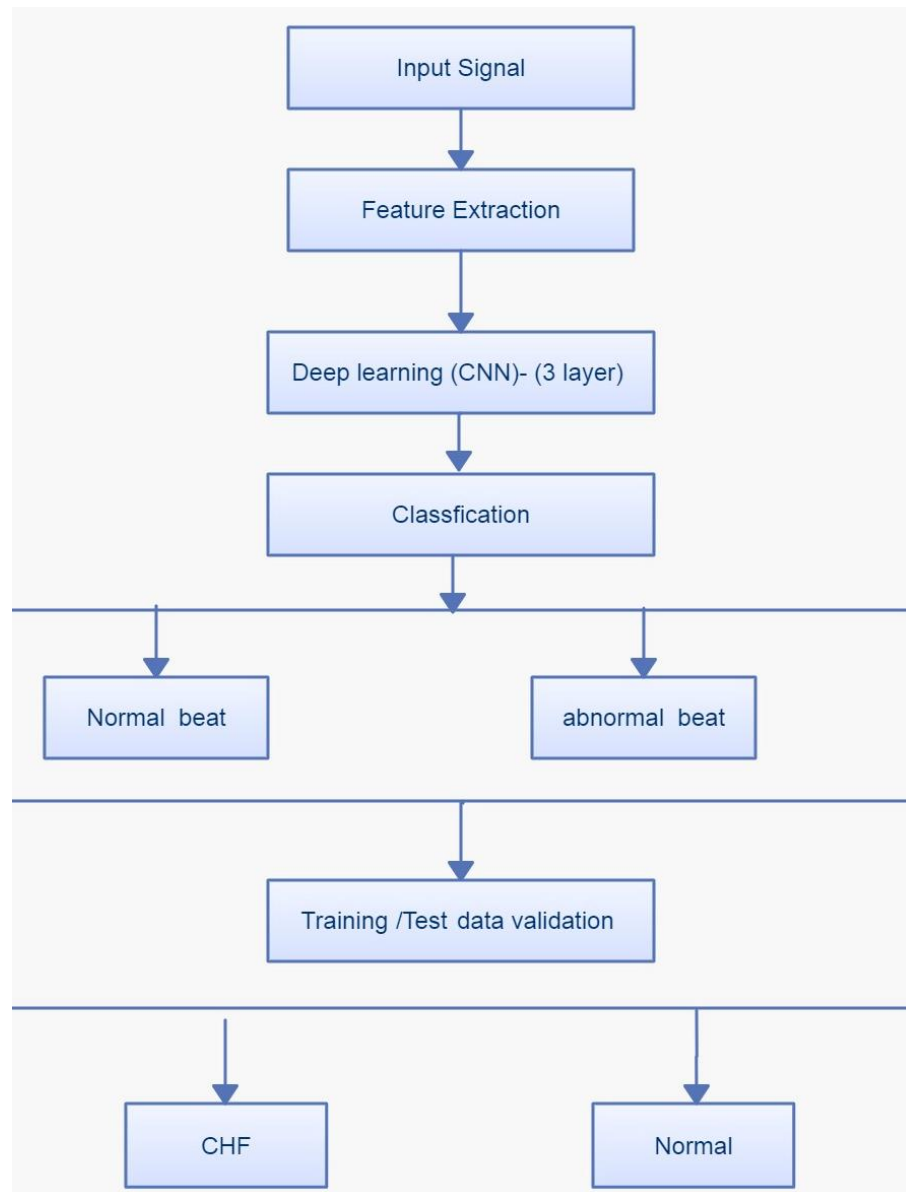 Input Signal
Feature Extraction
Deep learning (CNN)- (3 layer)
Classfication
Normal beat
abnormal beat
Training /Test data validation
CHF
Normal